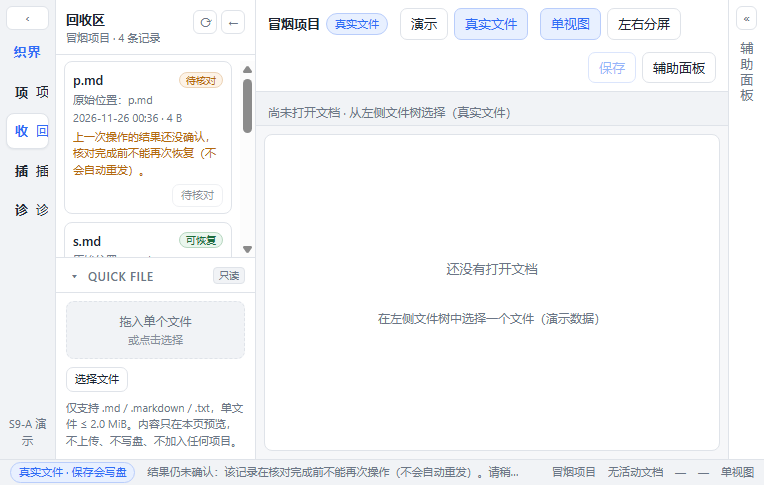 ‹
织界
项 项
收 回
插 插
诊 诊
S9-A 演
示
回收区
冒烟项目 · 4 条记录
←
p.md
待核对
原始位置：p.md
2026-11-26 00:36 · 4 B
上一次操作的结果还没确认，
核对完成前不能再次恢复（不
会自动重发）。
待核对
s.md
可恢复
QUICK FILE
只读
拖入单个文件
或点击选择
选择文件
仅支持 .md / .markdown / .txt，单文
件 ≤ 2.0 MiB。内容只在本页预览，
不上传、不写盘、不加入任何项目。
冒烟项目 真实文件 演示 真实文件 单视图 左右分屏
保存 辅助面板
尚未打开文档 · 从左侧文件树选择（真实文件）
还没有打开文档
在左侧文件树中选择一个文件（演示数据）
«
辅
助
面
板
真实文件 · 保存会写盘 结果仍未确认：该记录在核对完成前不能再次操作（不会自动重发）。请稍... 冒烟项目 无活动文档 — — 单视图